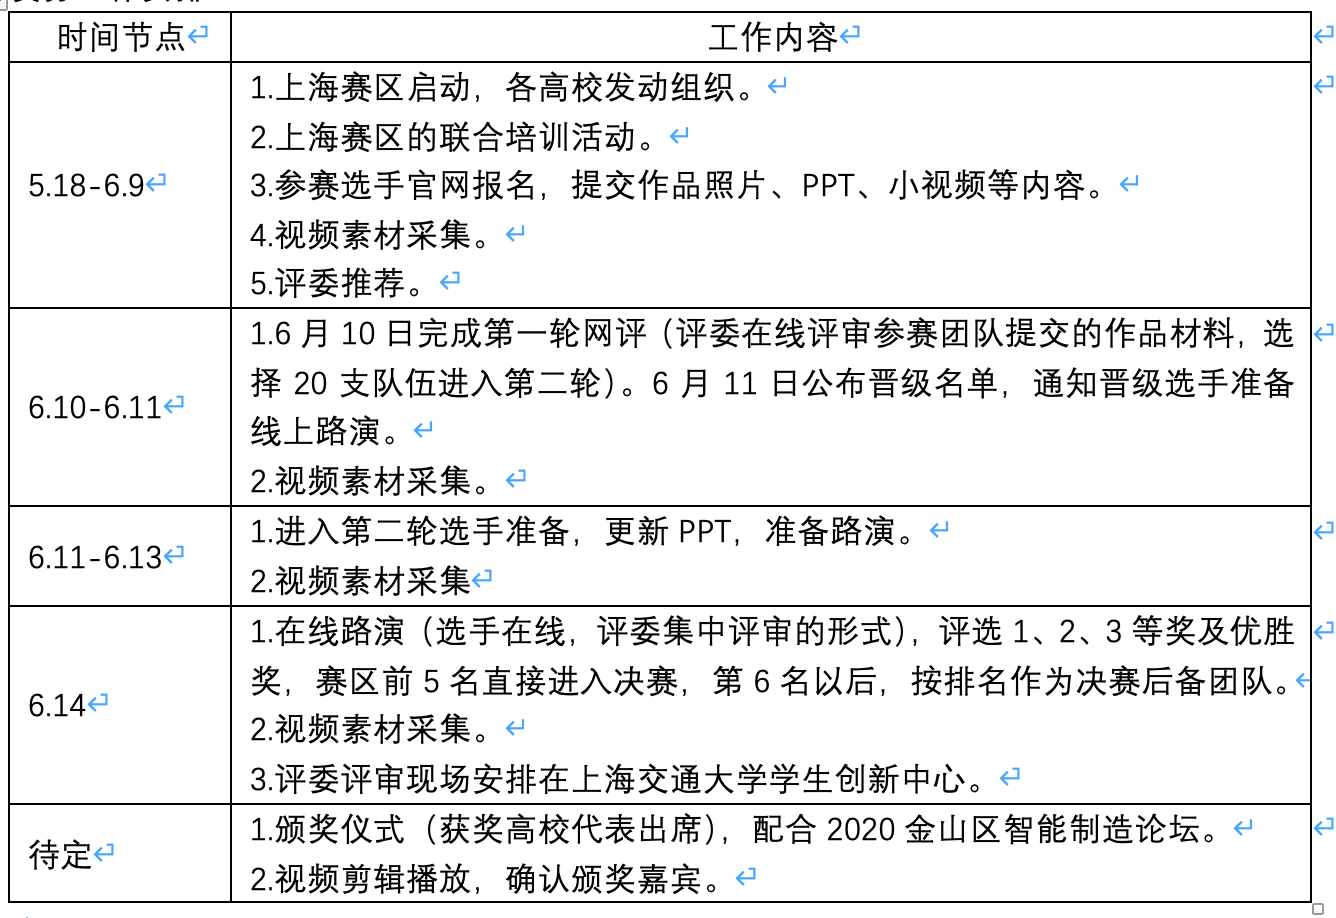 时间节点
工作内容
1.上海赛区启动，各高校发动组织。
2.上海赛区的联合培训活动。
5.18-6.9
3.参赛选手官网报名，提交作品照片、PPT、小视频等内容。
4.视频素材采集。
5.评委推荐。
1.6 月 10 日完成第一轮网评（评委在线评审参赛团队提交的作品材料，选
择 20 支队伍进入第二轮）。6 月 11 日公布晋级名单，通知晋级选手准备
6.10-6.11
线上路演。
2.视频素材采集。
1.进入第二轮选手准备，更新 PPT，准备路演。
6.11-6.13
2.视频素材采集
1.在线路演（选手在线，评委集中评审的形式），评选 1、2、3 等奖及优胜
奖，赛区前 5 名直接进入决赛，第 6 名以后，按排名作为决赛后备团队。
6.14
2.视频素材采集。
3.评委评审现场安排在上海交通大学学生创新中心。
1.颁奖仪式（获奖高校代表出席），配合 2020 金山区智能制造论坛。
待定
2.视频剪辑播放，确认颁奖嘉宾。